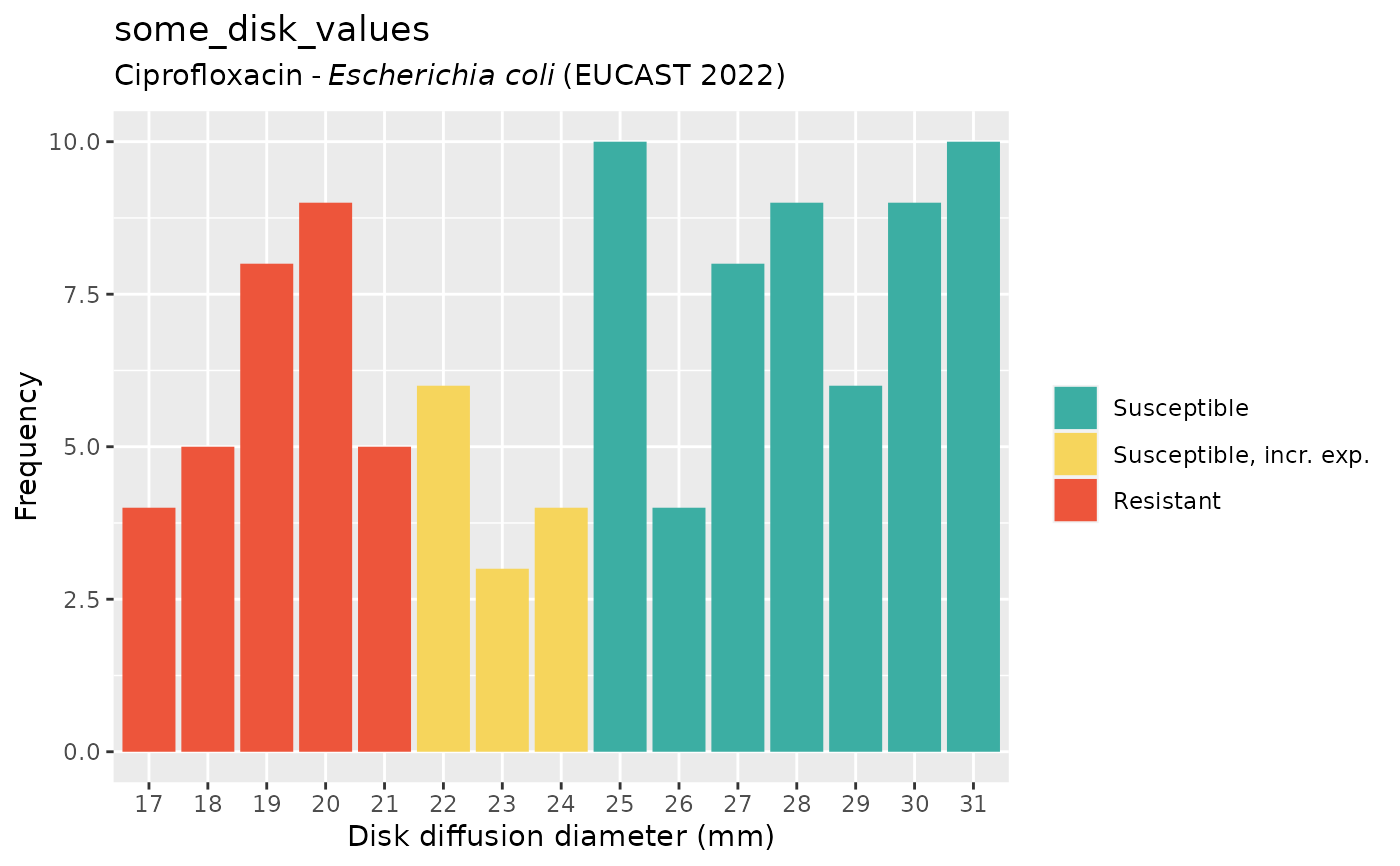 some_disk_values
Ciprofloxacin - Escherichia coli (EUCAST 2022)
Frequency
10.0
7.5
5.0
2.5
0.0
17 18 19 20 21 22 23 24 25 26 27 28 29 30 31
Disk diffusion diameter (mm)
Susceptible
Susceptible, incr. exp.
Resistant